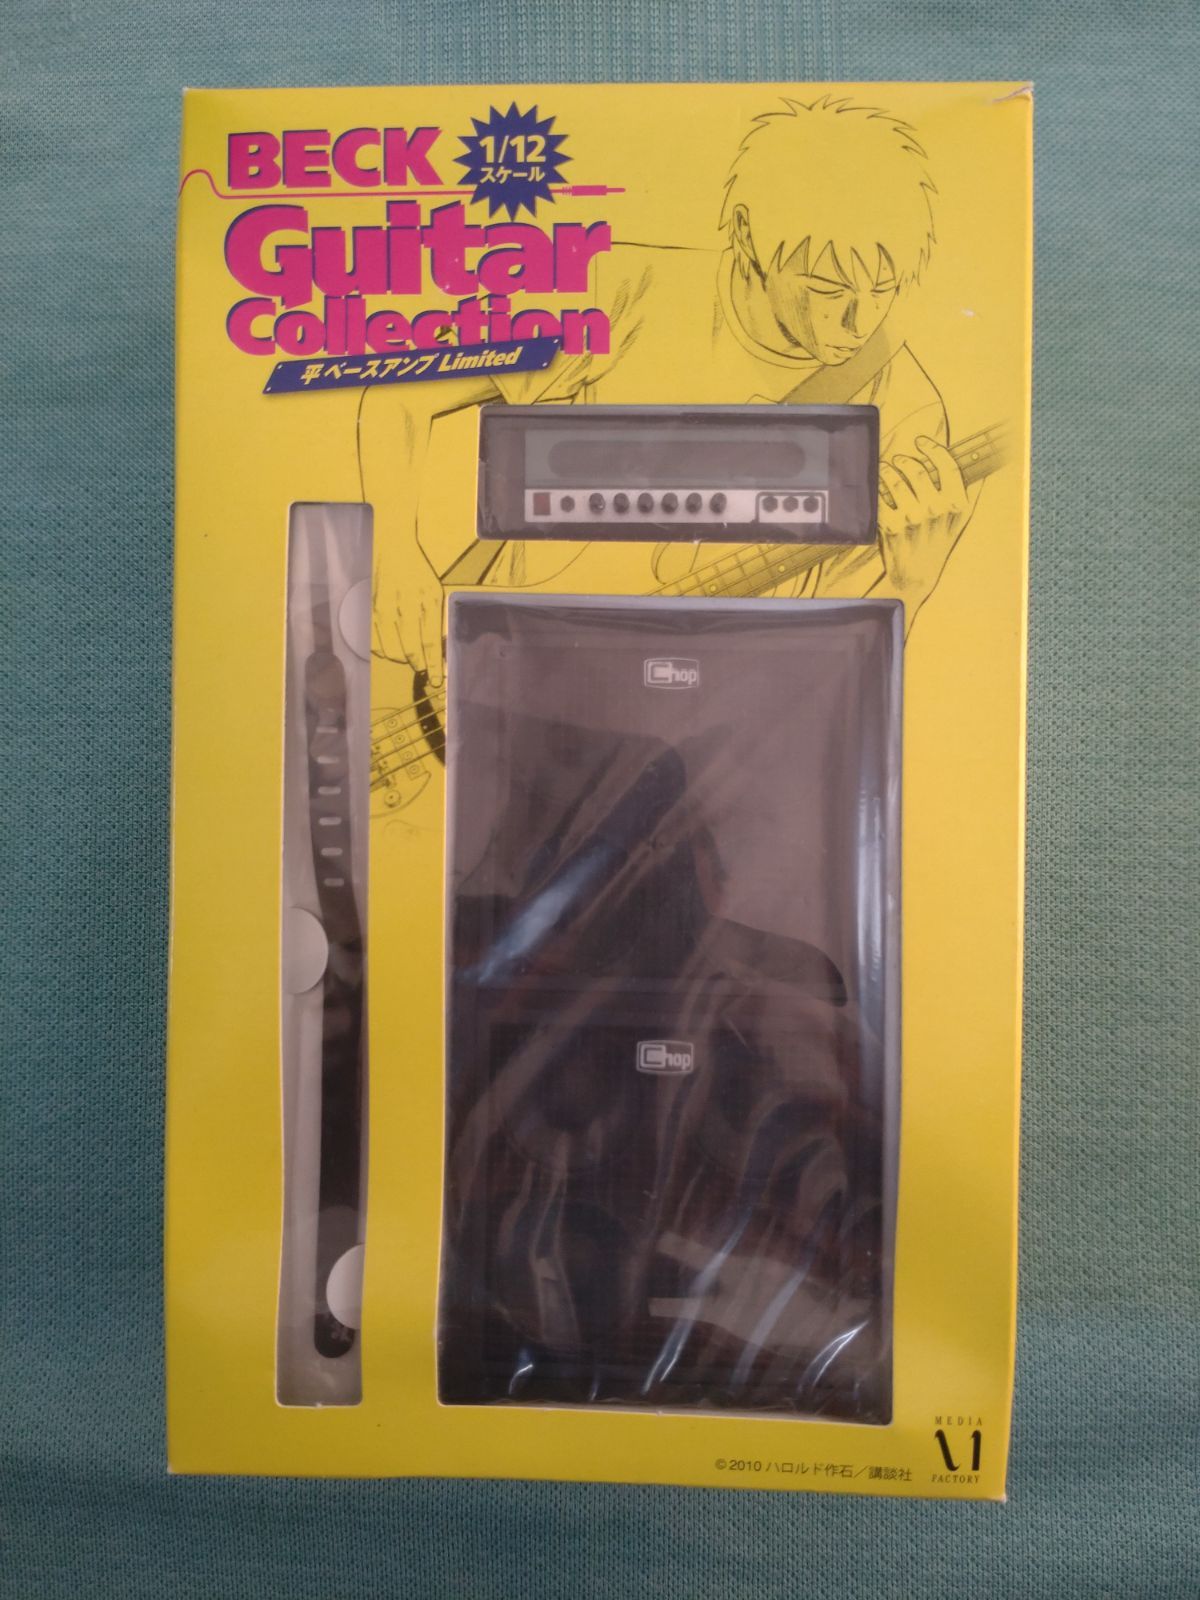 BECK
1/12
スケール
Guitar
Collection
平 ベースアンプ Limited
Chop
Chop
©2010 ハロルド作石／講談社
MEDIA
FACTORY